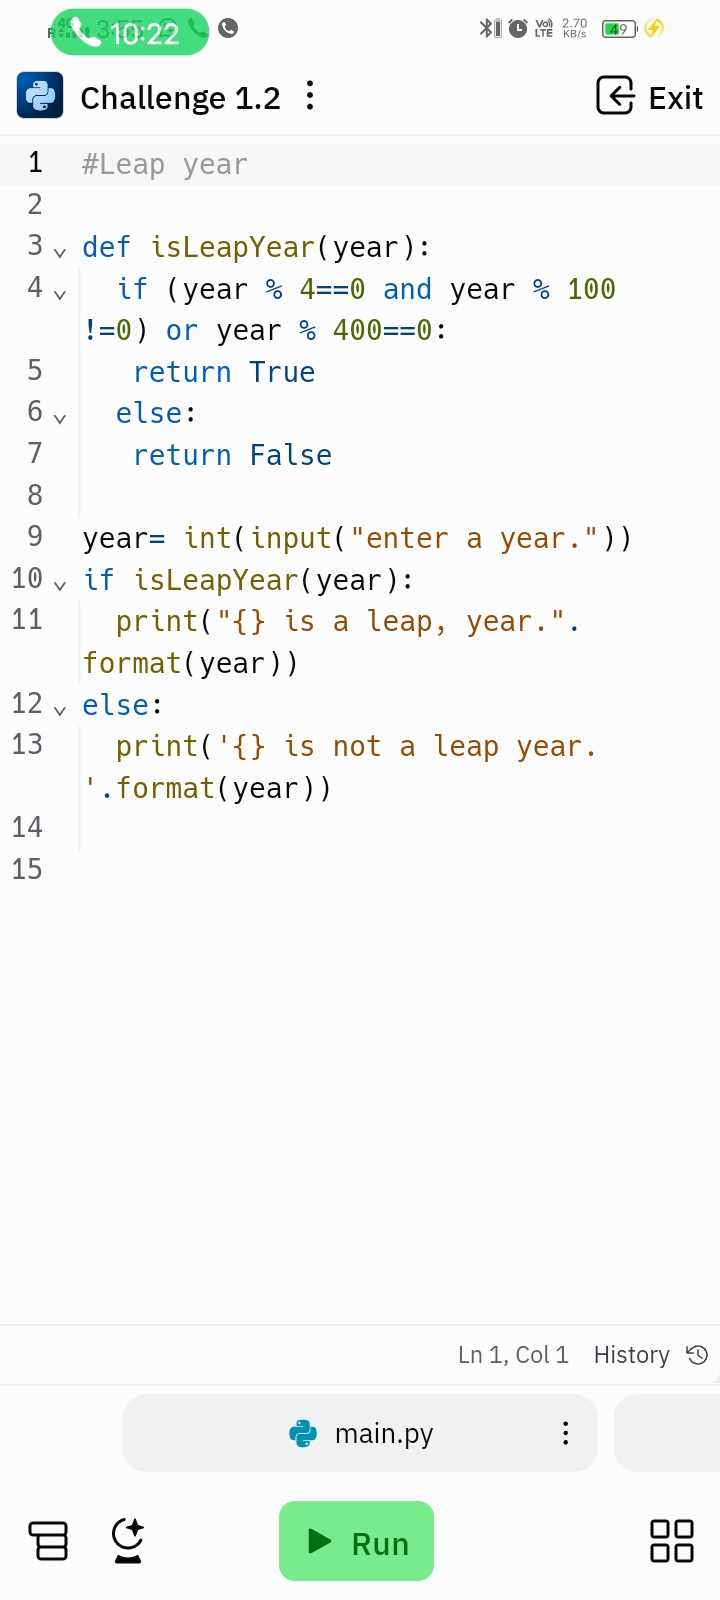 10:22
Vo)) LTE
2.70 KB/s
49
Challenge 1.2
Exit
1 #Leap year
2
3 def isLeapYear(year):
4   if (year % 4==0 and year % 100
!=0) or year % 400==0:
5    return True
6   else:
7    return False
8
9 year= int(input("enter a year."))
10 if isLeapYear(year):
11   print("{} is a leap, year.".
format(year))
12 else:
13   print('{} is not a leap year.
'.format(year))
14
15
Ln 1, Col 1 History
main.py
Run